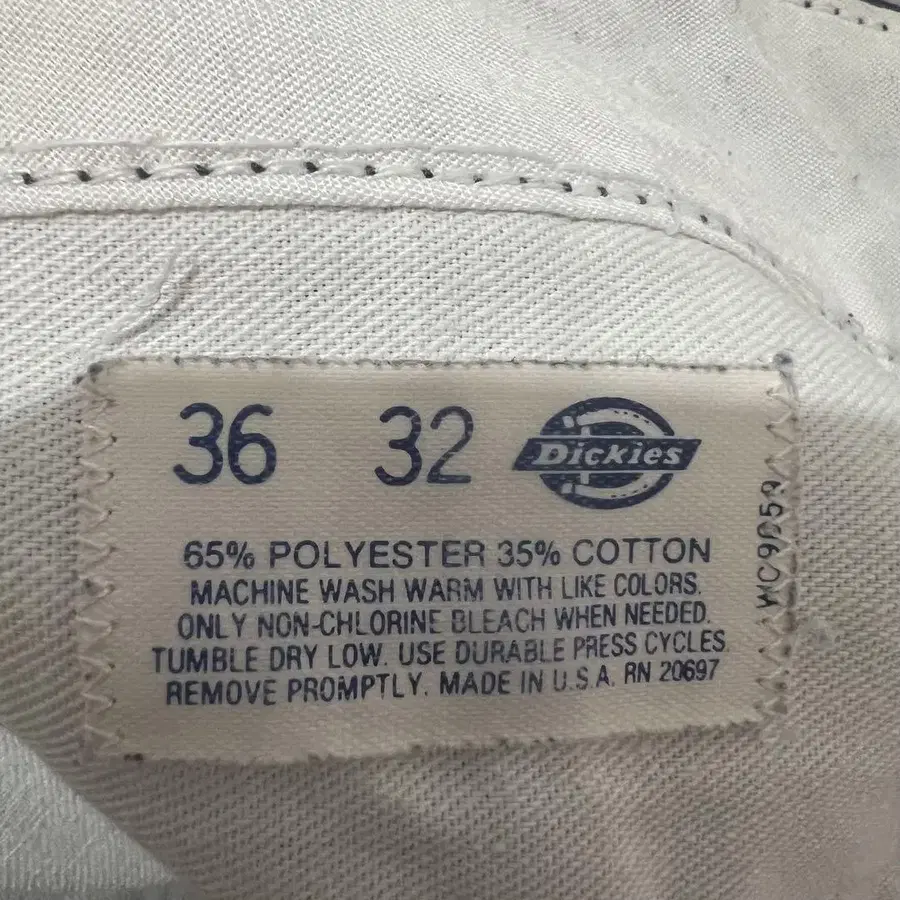 36 32 Dickies
65% POLYESTER 35% COTTON
MACHINE WASH WARM WITH LIKE COLORS.
ONLY NON-CHLORINE BLEACH WHEN NEEDED.
TUMBLE DRY LOW. USE DURABLE PRESS CYCLES.
REMOVE PROMPTLY. MADE IN U.S.A. RN 20697